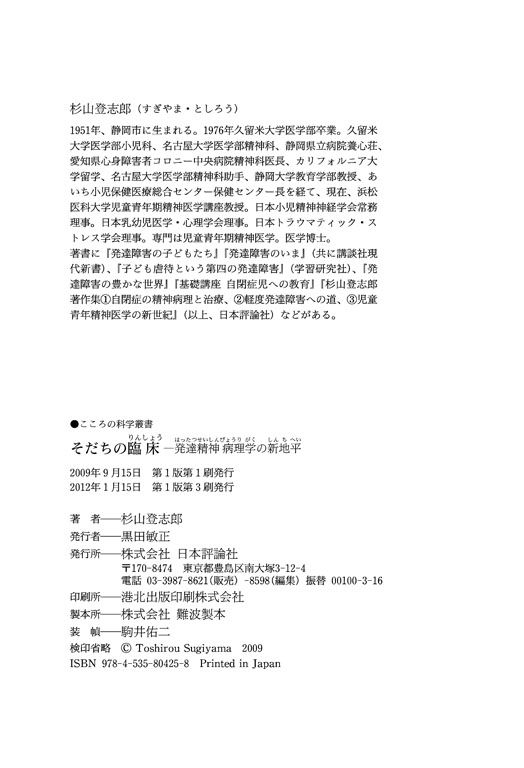 杉山登志郎（すぎやま・としろう）
1951年、静岡市に生まれる。1976年久留米大学医学部卒業。久留米
大学医学部小児科、名古屋大学医学部精神科、静岡県立病院養心荘、
愛知県心身障害者コロニー中央病院精神科医長、カリフォルニア大
学留学、名古屋大学医学部精神科助手、静岡大学教育学部教授、あ
いち小児保健医療総合センター保健センター長を経て、現在、浜松
医科大学児童青年期精神医学講座教授。日本小児精神神経学会常務
理事。日本乳幼児医学・心理学会理事。日本トラウマティック・ス
トレス学会理事。専門は児童青年期精神医学。医学博士。
著書に『発達障害の子どもたち』『発達障害のいま』（共に講談社現
代新書）、『子ども虐待という第四の発達障害』（学習研究社）、『発
達障害の豊かな世界』『基礎講座 自閉症児への教育』『杉山登志郎
著作集①自閉症の精神病理と治療、②軽度発達障害への道、③児童
青年精神医学の新世紀』（以上、日本評論社）などがある。
●こころの科学叢書
りんしょう はったつせいしんびょうり がく しん ち へい
そだちの臨床―発達精神病理学の新地平
2009年9月15日 第1版第1刷発行
2012年1月15日 第1版第3刷発行
著 者――杉山登志郎
発行者――黒田敏正
発行所――株式会社 日本評論社
〒170-8474 東京都豊島区南大塚3-12-4
電話 03-3987-8621(販売) -8598(編集) 振替 00100-3-16
印刷所――港北出版印刷株式会社
製本所――株式会社 難波製本
装 幀――駒井佑二
検印省略 © Toshirou Sugiyama 2009
ISBN 978-4-535-80425-8 Printed in Japan